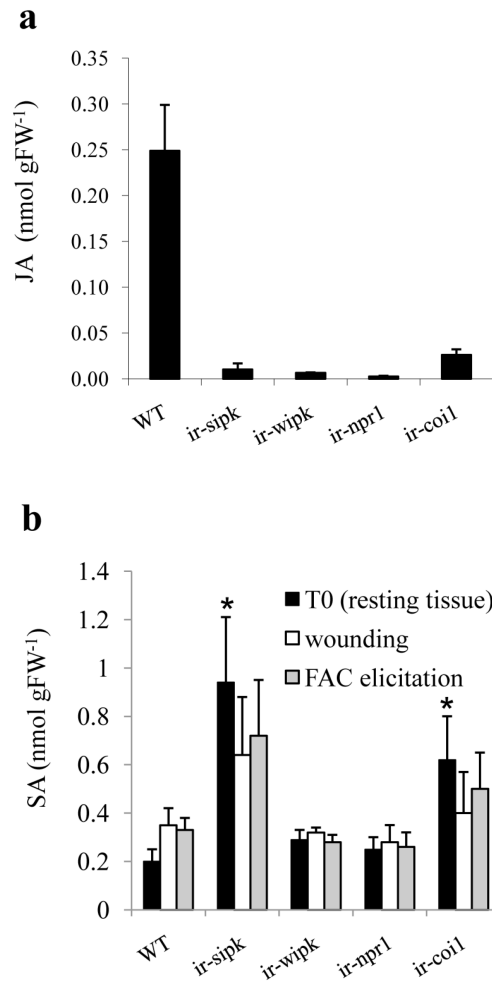 a
JA (nmol gFW⁻¹)
0.35
0.30
0.25
0.20
0.15
0.10
0.05
0.00
WT
ir-sipk
ir-wipk
ir-npr1
ir-coi1
b
SA (nmol gFW⁻¹)
1.4
1.2
1
0.8
0.6
0.4
0.2
0
*
*
T0 (resting tissue)
wounding
FAC elicitation
WT
ir-sipk
ir-wipk
ir-npr1
ir-coi1